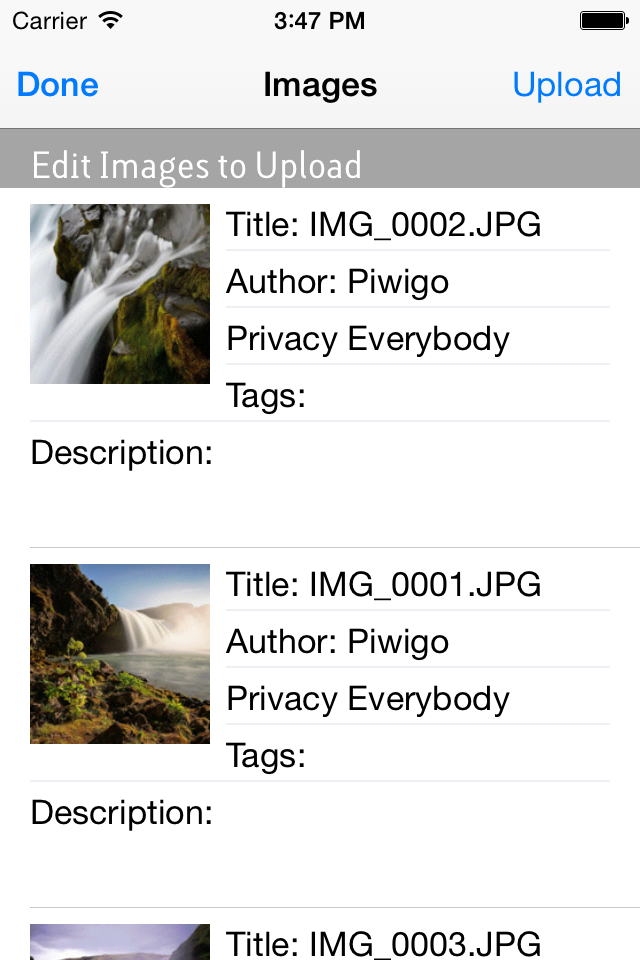 Carrier 3:47 PM
Done Images Upload
Edit Images to Upload
Title: IMG_0002.JPG
Author: Piwigo
Privacy Everybody
Tags:
Description:
Title: IMG_0001.JPG
Author: Piwigo
Privacy Everybody
Tags:
Description:
Title: IMG_0003.JPG